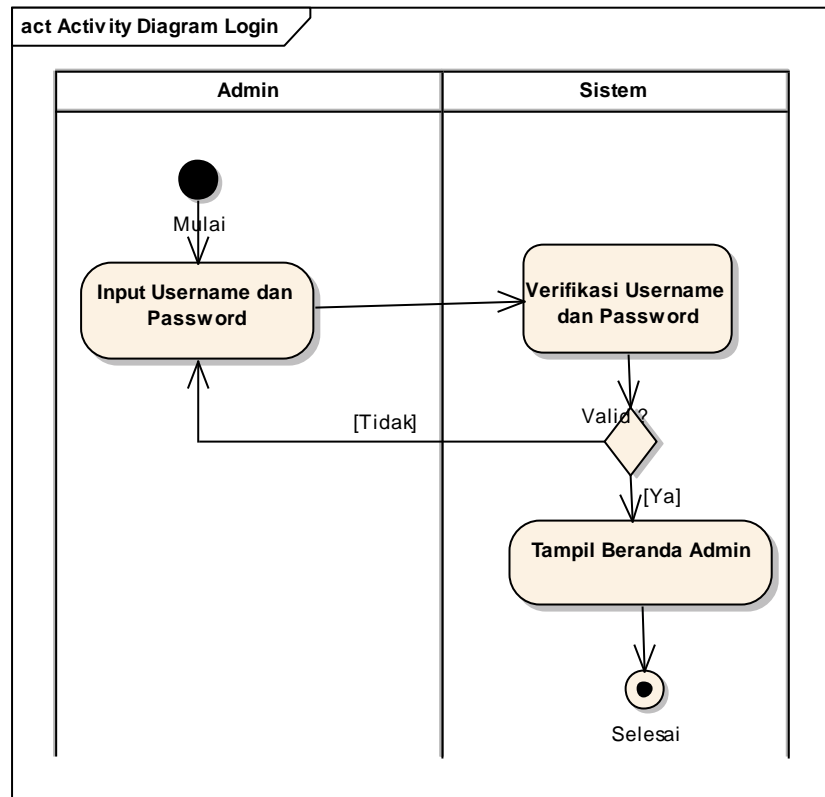 act Activity Diagram Login
Admin
Sistem
Mulai
Input Username dan
Password
Verifikasi Username
dan Password
Valid ?
[Tidak]
[Ya]
Tampil Beranda Admin
Selesai